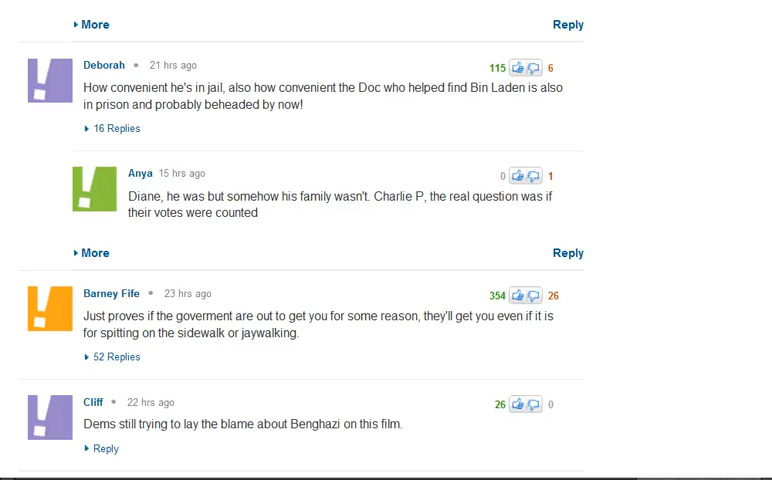 More Reply
Deborah • 21 hrs ago 115 6
How convenient he's in jail, also how convenient the Doc who helped find Bin Laden is also
in prison and probably beheaded by now!
16 Replies
Anya 15 hrs ago 0 1
Diane, he was but somehow his family wasn't. Charlie P, the real question was if
their votes were counted
More Reply
Barney Fife • 23 hrs ago 354 26
Just proves if the goverment are out to get you for some reason, they'll get you even if it is
for spitting on the sidewalk or jaywalking.
52 Replies
Cliff • 22 hrs ago 26 0
Dems still trying to lay the blame about Benghazi on this film.
Reply